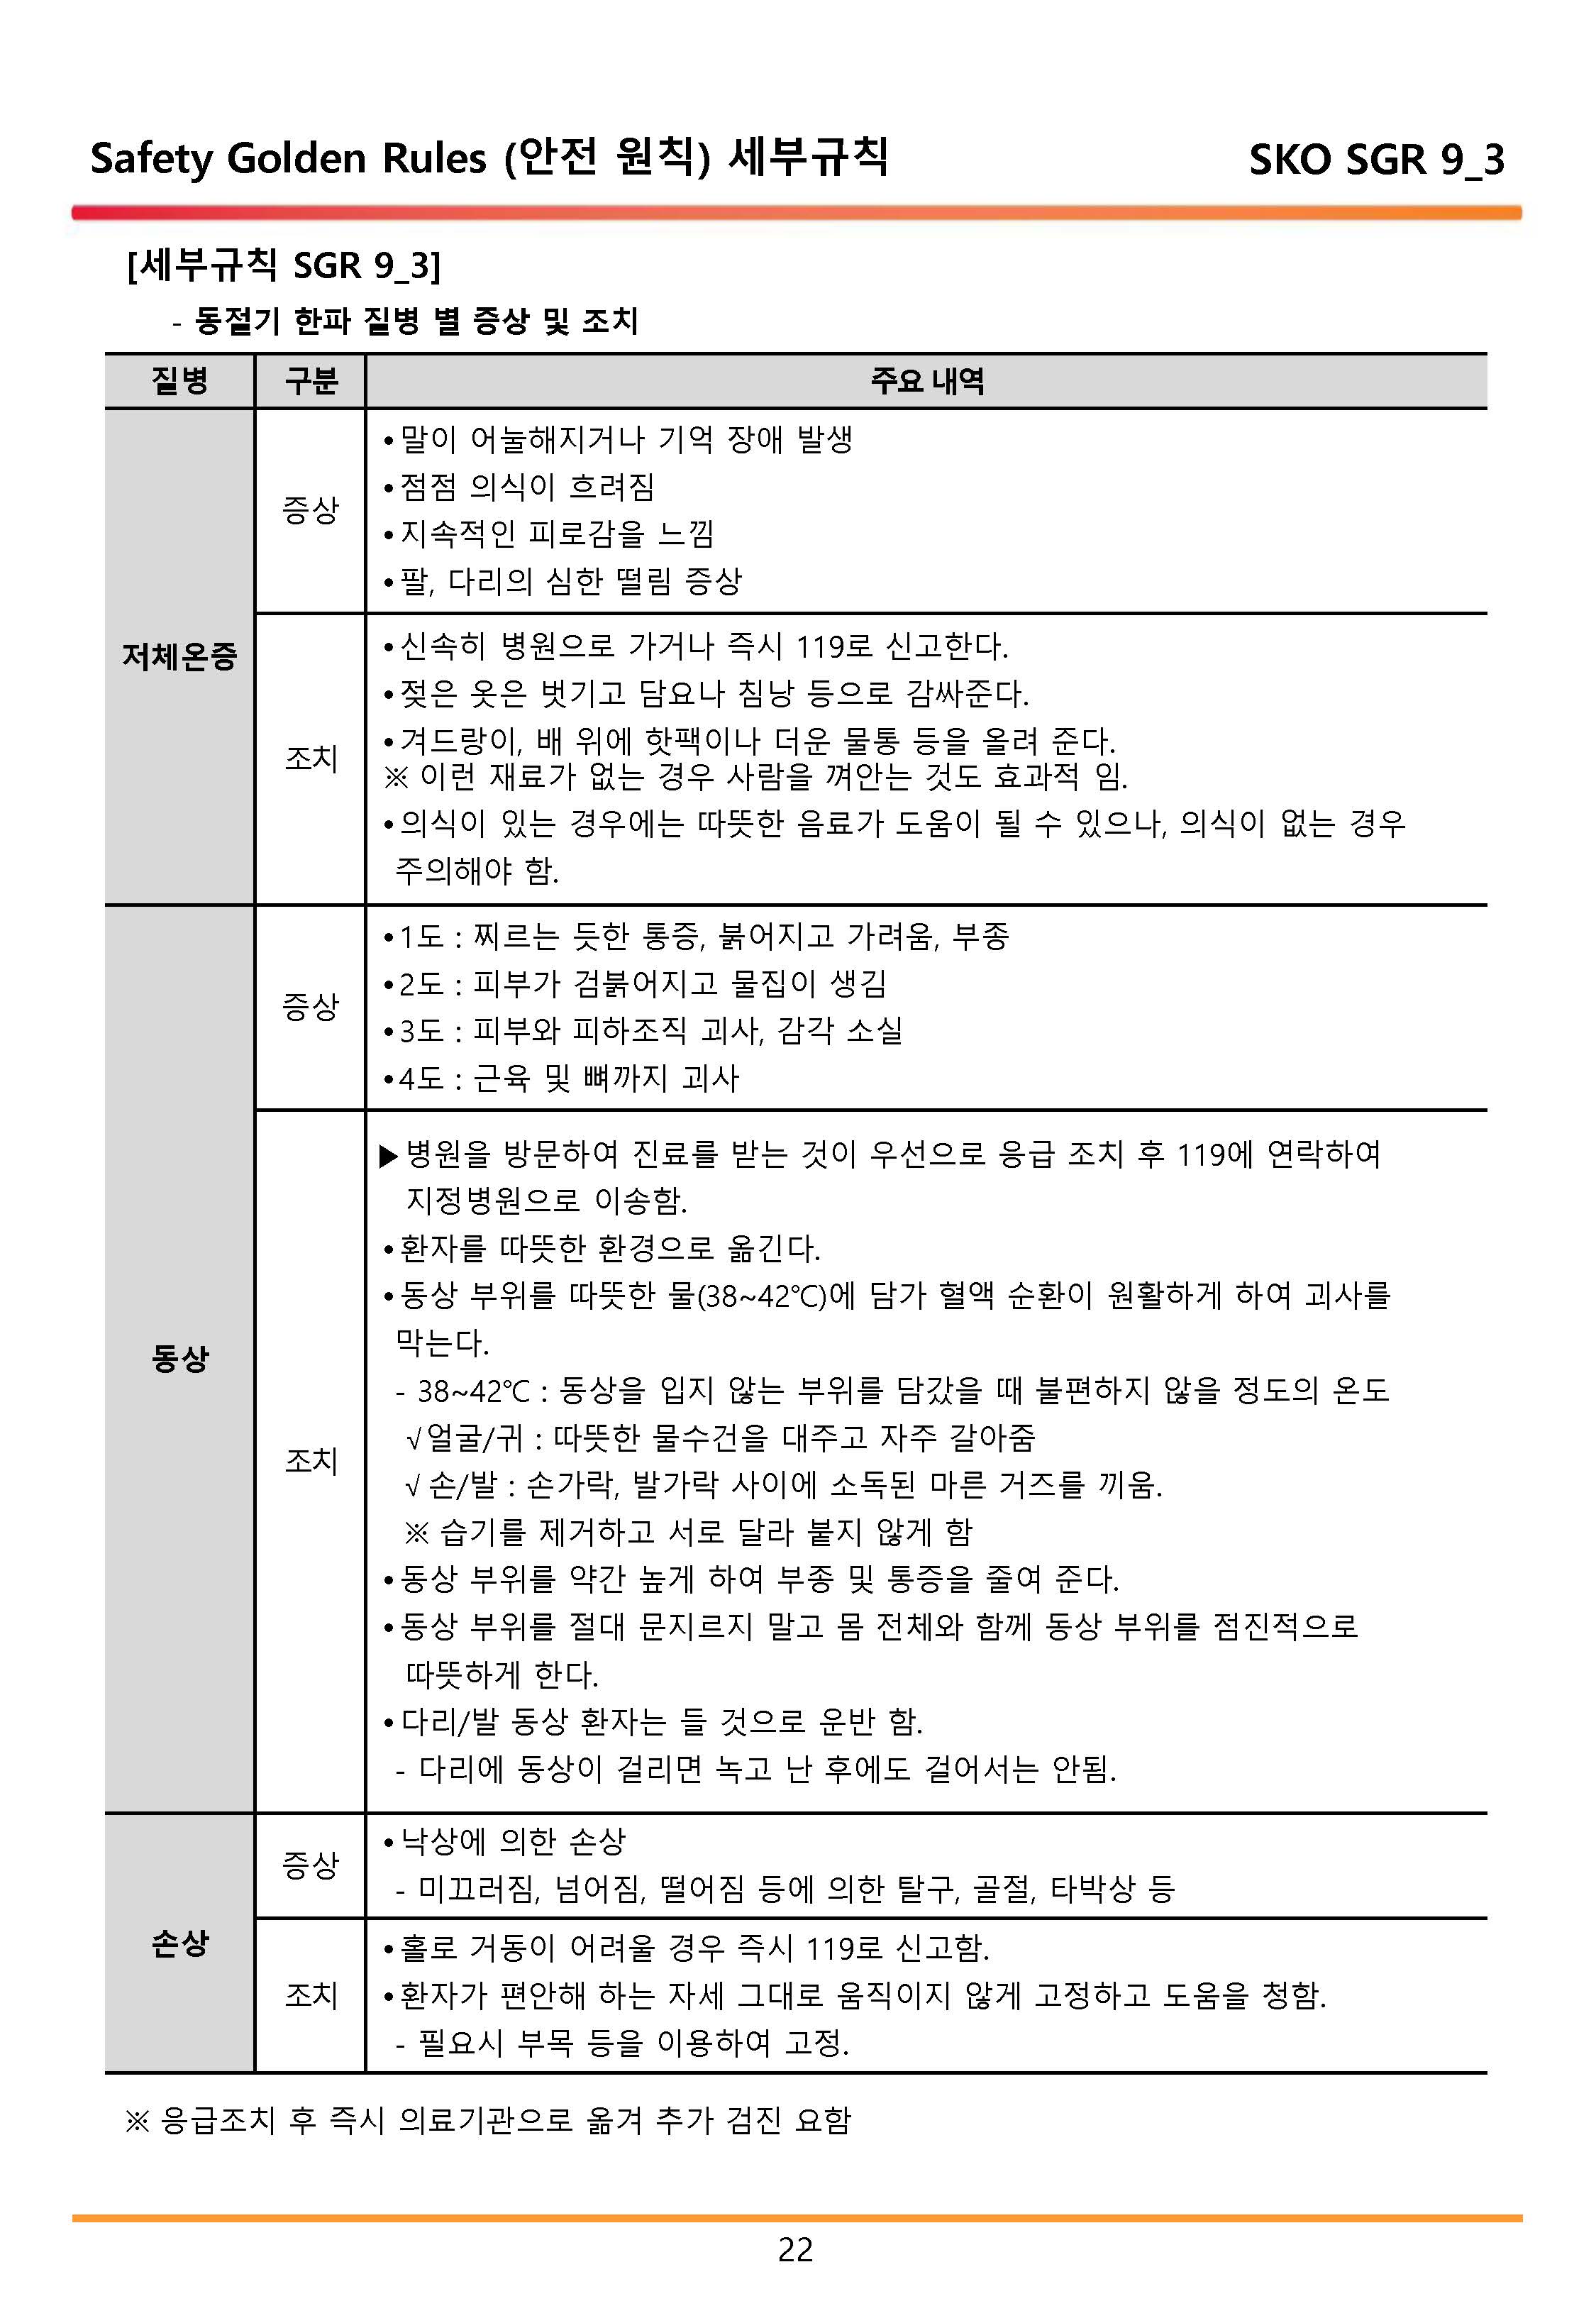 Safety Golden Rules (안전 원칙) 세부규칙
SKO SGR 9_3
[세부규칙 SGR 9_3]
- 동절기 한파 질병 별 증상 및 조치
질병 구분 주요 내역
저체온증
증상
•말이 어눌해지거나 기억 장애 발생
•점점 의식이 흐려짐
•지속적인 피로감을 느낌
•팔, 다리의 심한 떨림 증상
조치
•신속히 병원으로 가거나 즉시 119로 신고한다.
•젖은 옷은 벗기고 담요나 침낭 등으로 감싸준다.
•겨드랑이, 배 위에 핫팩이나 더운 물통 등을 올려 준다.
※ 이런 재료가 없는 경우 사람을 껴안는 것도 효과적 임.
•의식이 있는 경우에는 따뜻한 음료가 도움이 될 수 있으나, 의식이 없는 경우
주의해야 함.
동상
증상
•1도 : 찌르는 듯한 통증, 붉어지고 가려움, 부종
•2도 : 피부가 검붉어지고 물집이 생김
•3도 : 피부와 피하조직 괴사, 감각 소실
•4도 : 근육 및 뼈까지 괴사
조치
▶병원을 방문하여 진료를 받는 것이 우선으로 응급 조치 후 119에 연락하여
지정병원으로 이송함.
•환자를 따뜻한 환경으로 옮긴다.
•동상 부위를 따뜻한 물(38~42℃)에 담가 혈액 순환이 원활하게 하여 괴사를
막는다.
- 38~42℃ : 동상을 입지 않는 부위를 담갔을 때 불편하지 않을 정도의 온도
√얼굴/귀 : 따뜻한 물수건을 대주고 자주 갈아줌
√ 손/발 : 손가락, 발가락 사이에 소독된 마른 거즈를 끼움.
※ 습기를 제거하고 서로 달라 붙지 않게 함
•동상 부위를 약간 높게 하여 부종 및 통증을 줄여 준다.
•동상 부위를 절대 문지르지 말고 몸 전체와 함께 동상 부위를 점진적으로
따뜻하게 한다.
•다리/발 동상 환자는 들 것으로 운반 함.
- 다리에 동상이 걸리면 녹고 난 후에도 걸어서는 안됨.
손상
증상
•낙상에 의한 손상
- 미끄러짐, 넘어짐, 떨어짐 등에 의한 탈구, 골절, 타박상 등
조치
•홀로 거동이 어려울 경우 즉시 119로 신고함.
•환자가 편안해 하는 자세 그대로 움직이지 않게 고정하고 도움을 청함.
- 필요시 부목 등을 이용하여 고정.
※ 응급조치 후 즉시 의료기관으로 옮겨 추가 검진 요함
22